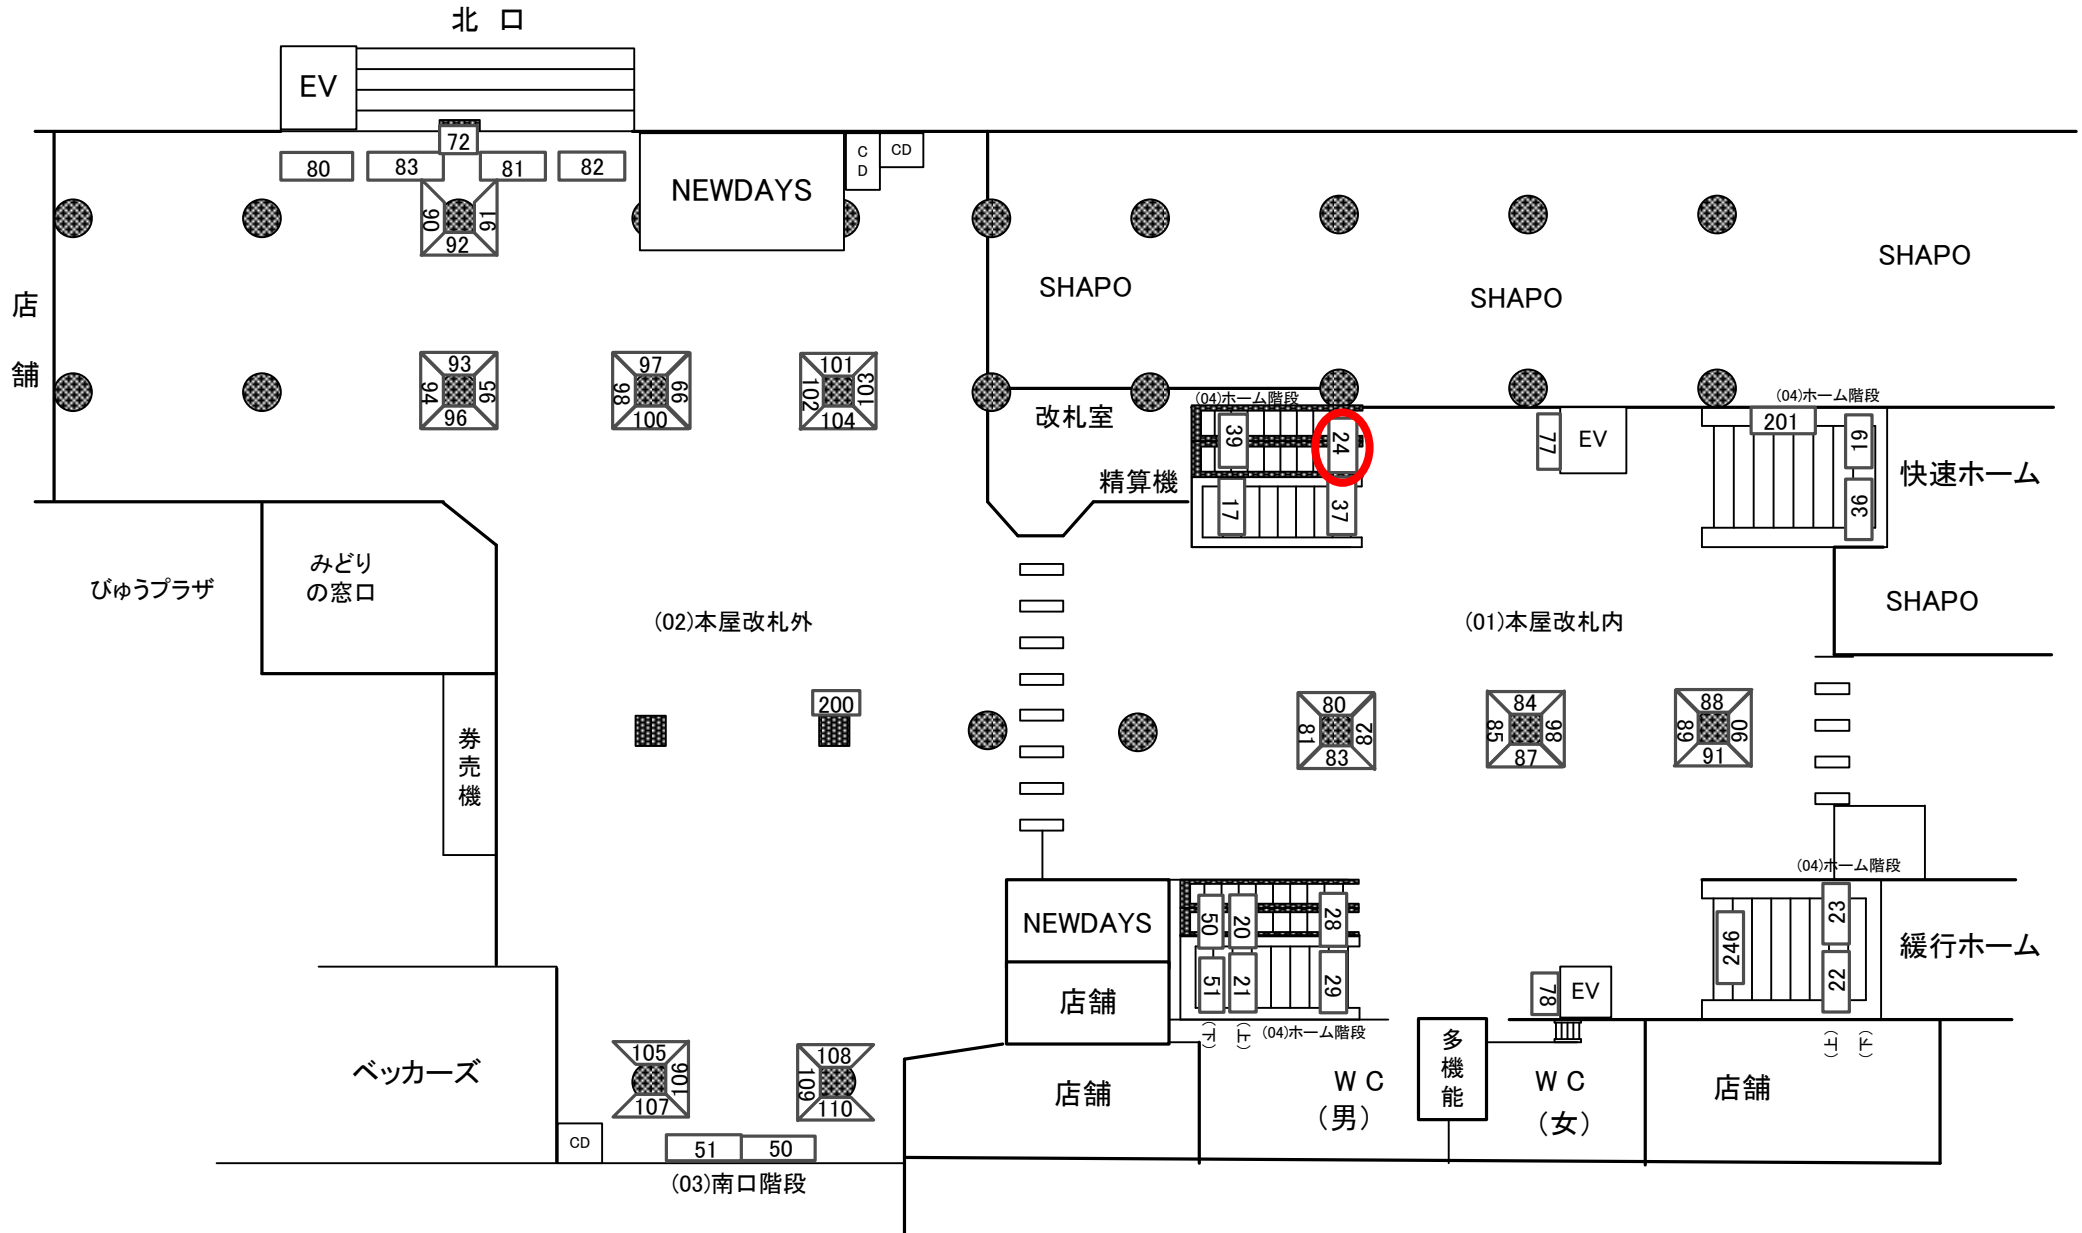 北 口
EV
72
80
83
81
82
NEWDAYS
CD
CD
90
91
92
SHAPO
SHAPO
SHAPO
店舗
93
94
95
96
97
98
99
100
101
102
103
104
改札室
精算機
(04)ホーム階段
39
24
17
37
77
EV
(04)ホーム階段
201
19
36
快速ホーム
SHAPO
びゅうプラザ
みどり
の窓口
(02)本屋改札外
(01)本屋改札内
券売機
200
80
81
82
83
84
85
86
87
88
89
90
91
NEWDAYS
店舗
50
20
28
51
21
29
(下)
(上)
(04)ホーム階段
78
EV
(04)ホーム階段
246
23
22
緩行ホーム
(上)
(下)
ベッカーズ
105
106
107
108
109
110
CD
51
50
(03)南口階段
店舗
WC
(男)
多機能
WC
(女)
店舗